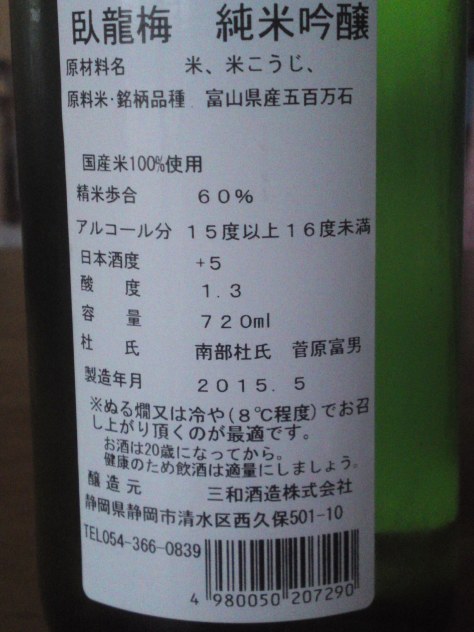 臥龍梅　純米吟醸
原材料名　米、米こうじ、
原料米・銘柄品種　富山県産五百万石
国産米100%使用
精米歩合　６０％
アルコール分　１５度以上１６度未満
日本酒度　+５
酸　度　１.３
容　量　７２０ml
杜　氏　南部杜氏　菅原富男
製造年月　２０１５.５
※ぬる燗又は冷や(８℃程度)でお召
し上がり頂くのが最適です。
お酒は20歳になってから。
健康のため飲酒は適量にしましょう。
醸造元　三和酒造株式会社
静岡県静岡市清水区西久保501-10
TEL054-366-0839
4 980050 207290